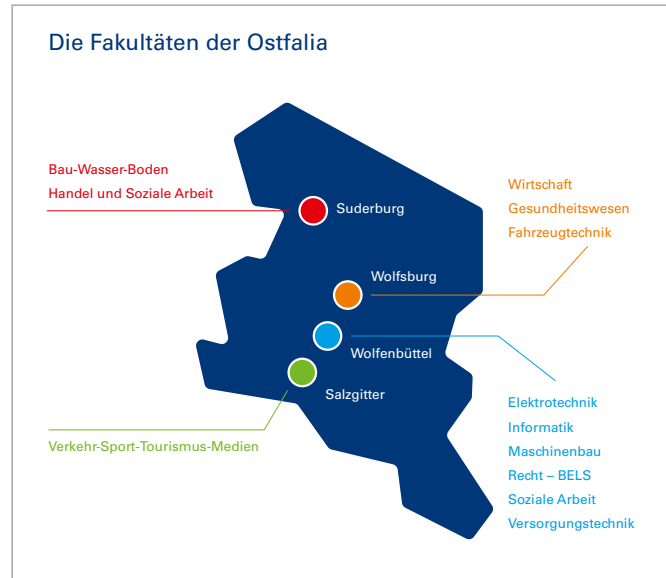 Die Fakultäten der Ostfalia
Bau-Wasser-Boden
Handel und Soziale Arbeit
Suderburg
Wirtschaft
Gesundheitswesen
Fahrzeugtechnik
Wolfsburg
Wolfenbüttel
Salzgitter
Verkehr-Sport-Tourismus-Medien
Elektrotechnik
Informatik
Maschinenbau
Recht – BELS
Soziale Arbeit
Versorgungstechnik